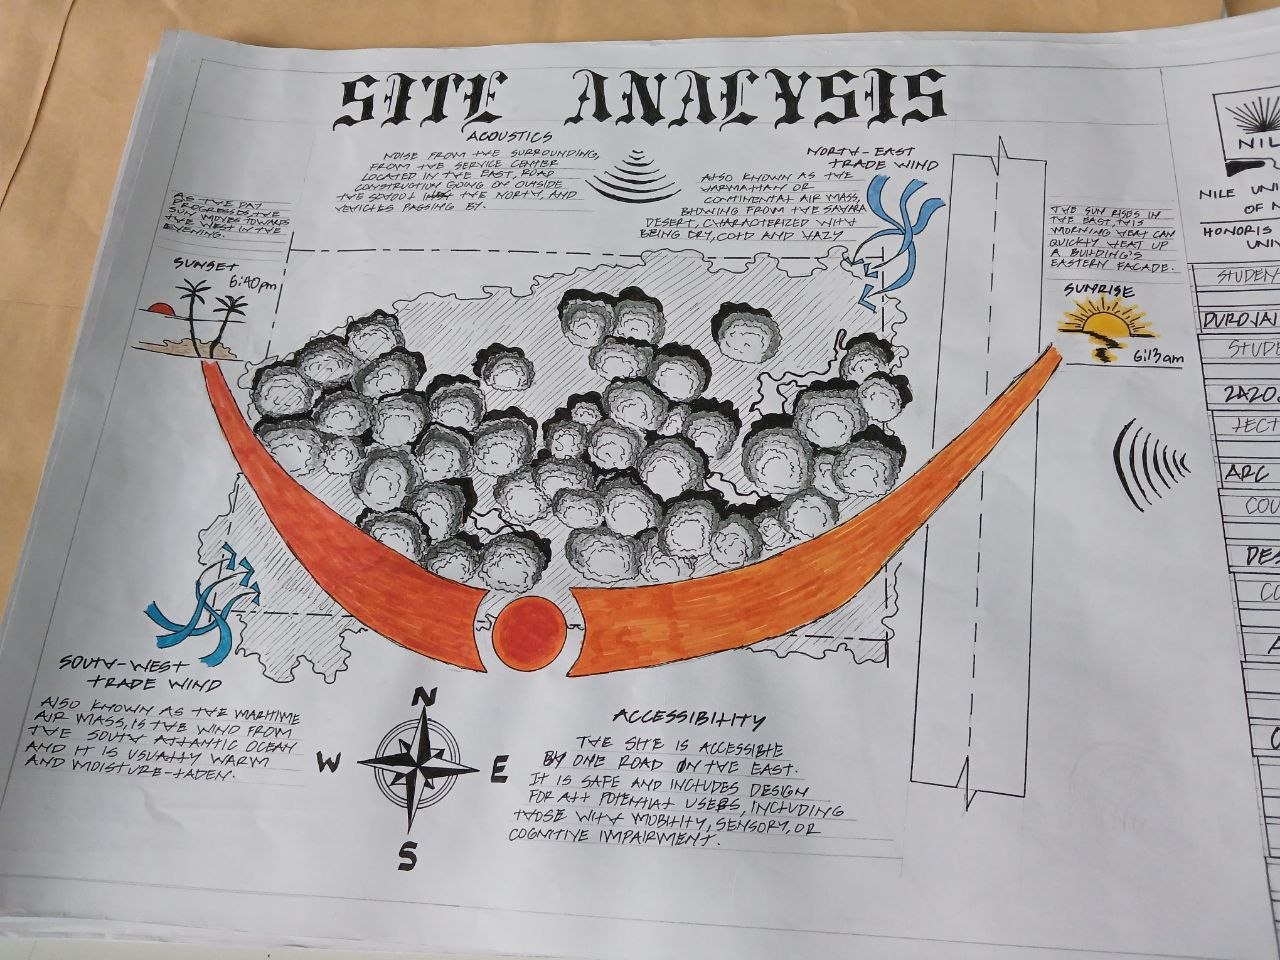 SITE ANALYSIS
ACOUSTICS
NOISE FROM THE SURROUNDING,
FROM THE SERVICE CENTER
LOCATED IN THE EAST, ROAD
CONSTRUCTION GOING ON OUTSIDE
THE SCHOOL THE NORTH, AND
VEHICLES PASSING BY.
NORTH-EAST
TRADE WIND
ALSO KNOWN AS THE
HARMATTAN OR
CONTINENTAL AIR MASS,
BLOWING FROM THE SAHARA
DESERT, CHARACTERIZED WITH
BEING DRY, COLD AND HAZY
AS THE DAY
PROGRESSES THE
SUN MOVES TOWARDS
THE WEST IN THE
EVENING.
SUNSET
6:40pm
THE SUN RISES IN
THE EAST, THIS
MORNING HEAT CAN
QUICKLY HEAT UP
A BUILDING'S
EASTERN FACADE.
SUNRISE
6:13am
SOUTH-WEST
TRADE WIND
ALSO KNOWN AS THE MARITIME
AIR MASS, IS THE WIND FROM
THE SOUTH ATLANTIC OCEAN
AND IT IS USUALLY WARM
AND MOISTURE-LADEN.
N
W
E
S
ACCESSIBILITY
THE SITE IS ACCESSIBLE
BY ONE ROAD ON THE EAST.
IT IS SAFE AND INCLUDES DESIGN
FOR ALL POTENTIAL USERS, INCLUDING
THOSE WITH MOBILITY, SENSORY, OR
COGNITIVE IMPAIRMENT.
NIL
NILE UNI
OF N
HONORIS
UNI
STUDEN
STUDE
2A20
TECT
ARC
COU
DES